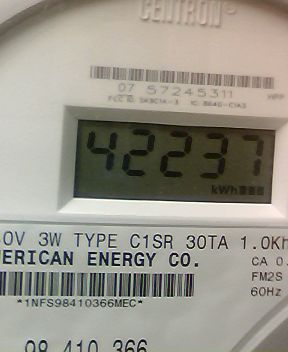 CENTRON®
07 57245311
42237
kWh
0V 3W TYPE C1SR 30TA 1.0Kh
ERICAN ENERGY CO.
CA 0.
FM2S
60Hz
*1NFS98410366MEC*
98 410 366